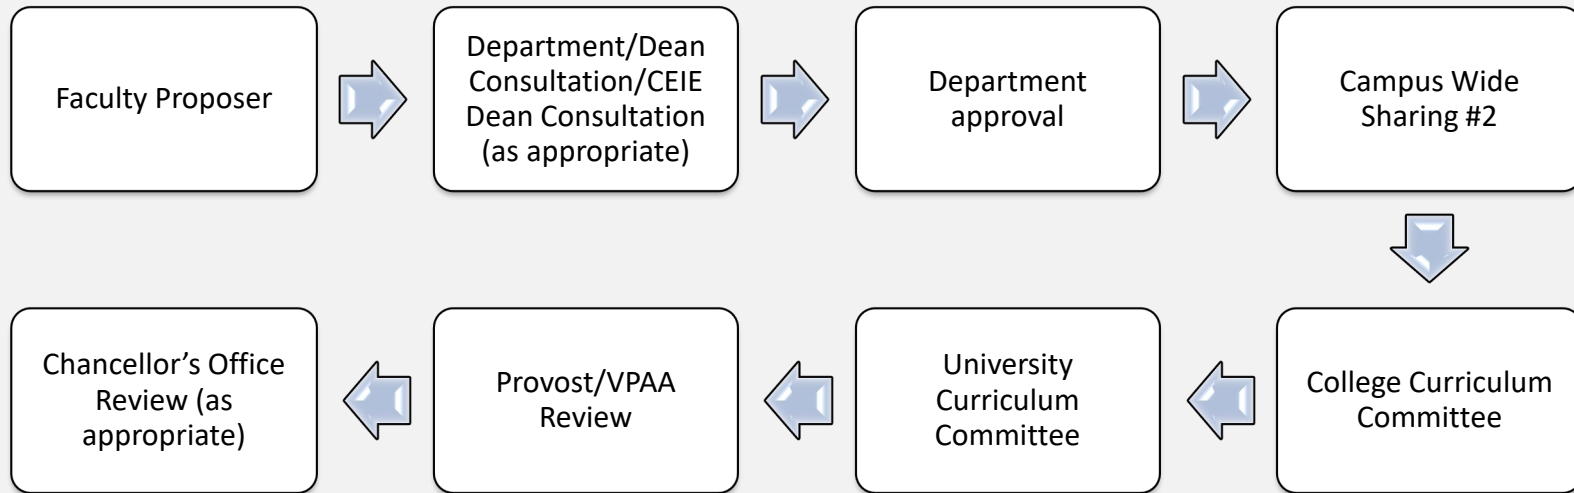 Faculty Proposer
Department/Dean
Consultation/CEIE
Dean Consultation
(as appropriate)
Department
approval
Campus Wide
Sharing #2
College Curriculum
Committee
University
Curriculum
Committee
Provost/VPAA
Review
Chancellor’s Office
Review (as
appropriate)